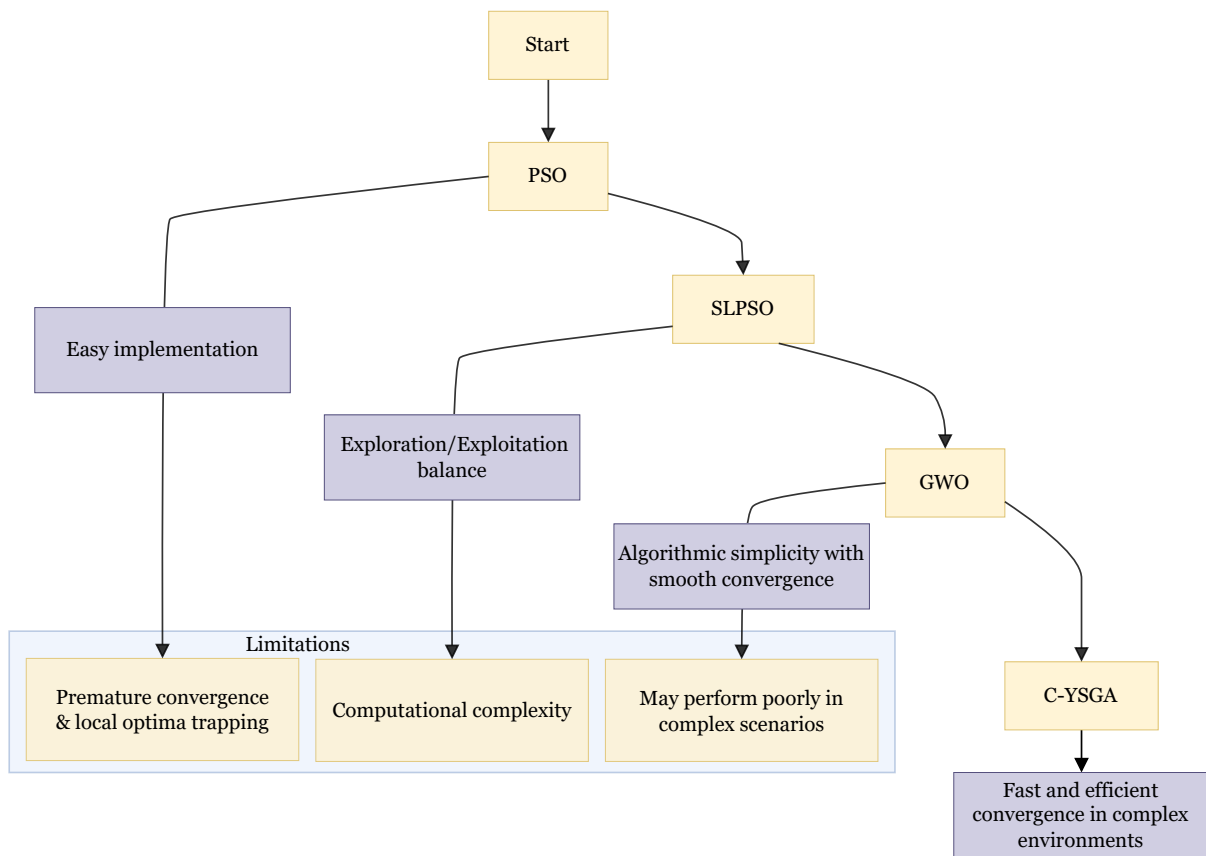 Start
PSO
SLPSO
Easy implementation
Exploration/Exploitation
balance
GWO
Algorithmic simplicity with
smooth convergence
Limitations
Premature convergence
& local optima trapping
Computational complexity
May perform poorly in
complex scenarios
C-YSGA
Fast and efficient
convergence in complex
environments